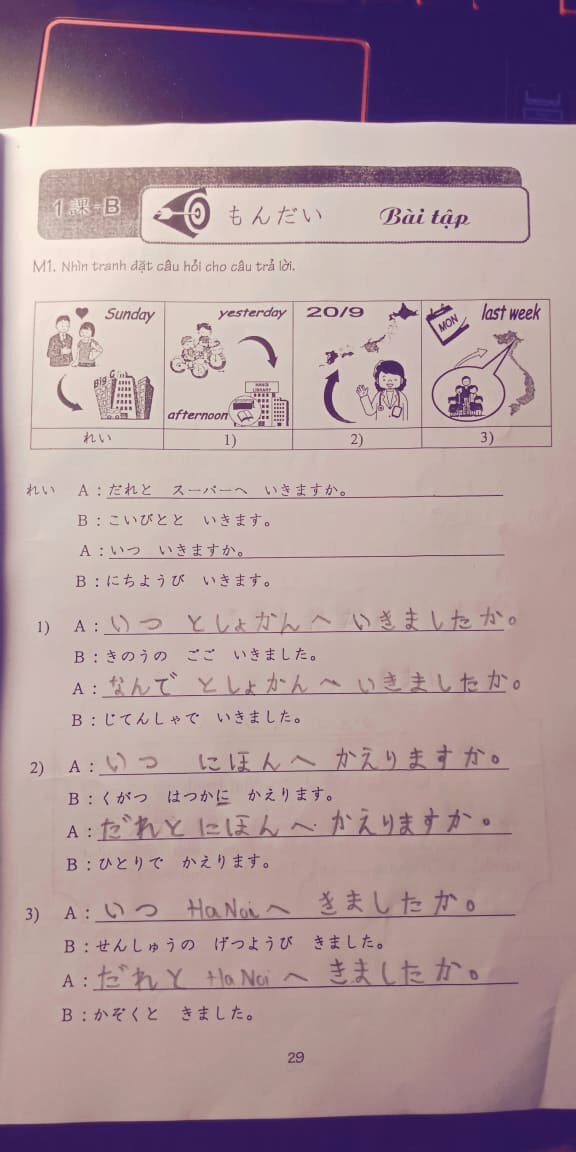 1課-B もんだい Bài tập
M1. Nhìn tranh đặt câu hỏi cho câu trả lời.
Sunday yesterday 20/9 MON last week
Big C HANOI LIBRARY
afternoon
れい 1) 2) 3)
れい A：だれと スーパーへ いきますか。
B：こいびとと いきます。
A：いつ いきますか。
B：にちようび いきます。
1) A：いつ としょかんへ いきましたか。
B：きのうの ごご いきました。
A：なんで としょかんへ いきましたか。
B：じてんしゃで いきました。
2) A：いつ にほんへ かえりますか。
B：くがつ はつかに かえります。
A：だれと にほんへ かえりますか。
B：ひとりで かえります。
3) A：いつ HaNoiへ きましたか。
B：せんしゅうの げつようび きました。
A：だれと HaNoiへ きましたか。
B：かぞくと きました。
29